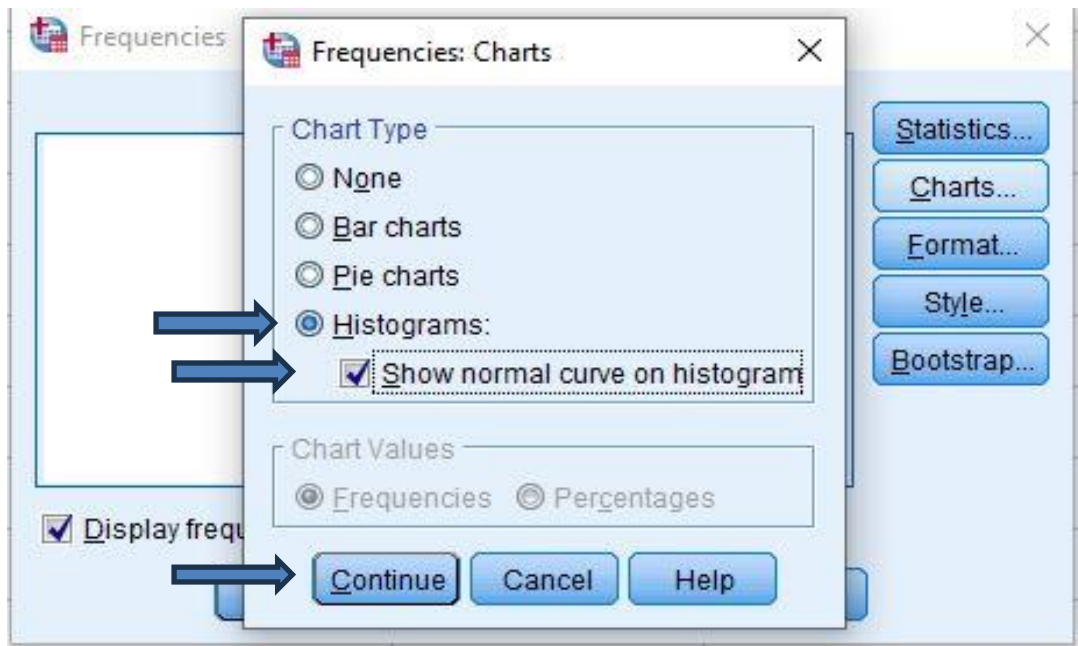 Frequencies
Frequencies: Charts
Chart Type
None
Bar charts
Pie charts
Histograms:
Show normal curve on histogram
Chart Values
Frequencies Percentages
Continue Cancel Help
Statistics...
Charts...
Format...
Style...
Bootstrap...
Display frequ